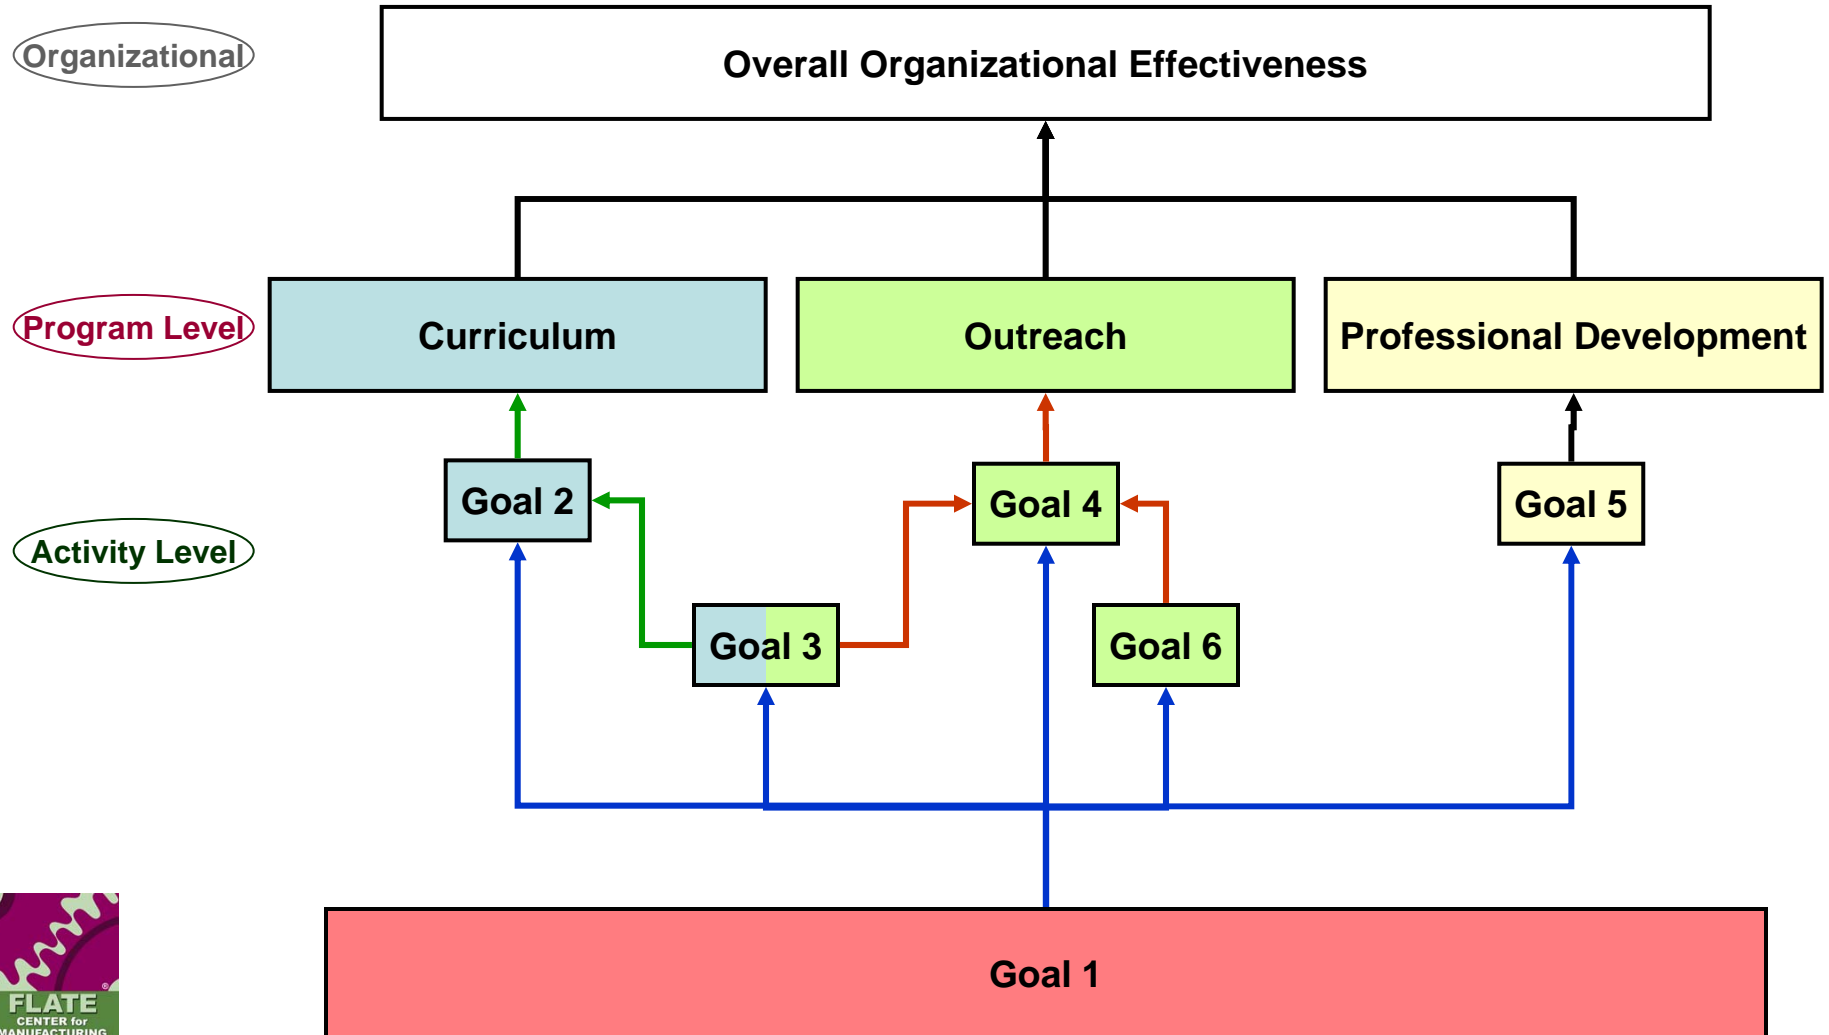 Organizational
Overall Organizational Effectiveness
Program Level
Curriculum
Outreach
Professional Development
Activity Level
Goal 2
Goal 4
Goal 5
Goal 3
Goal 6
Goal 1
®
FLATE
CENTER for
MANUFACTURING